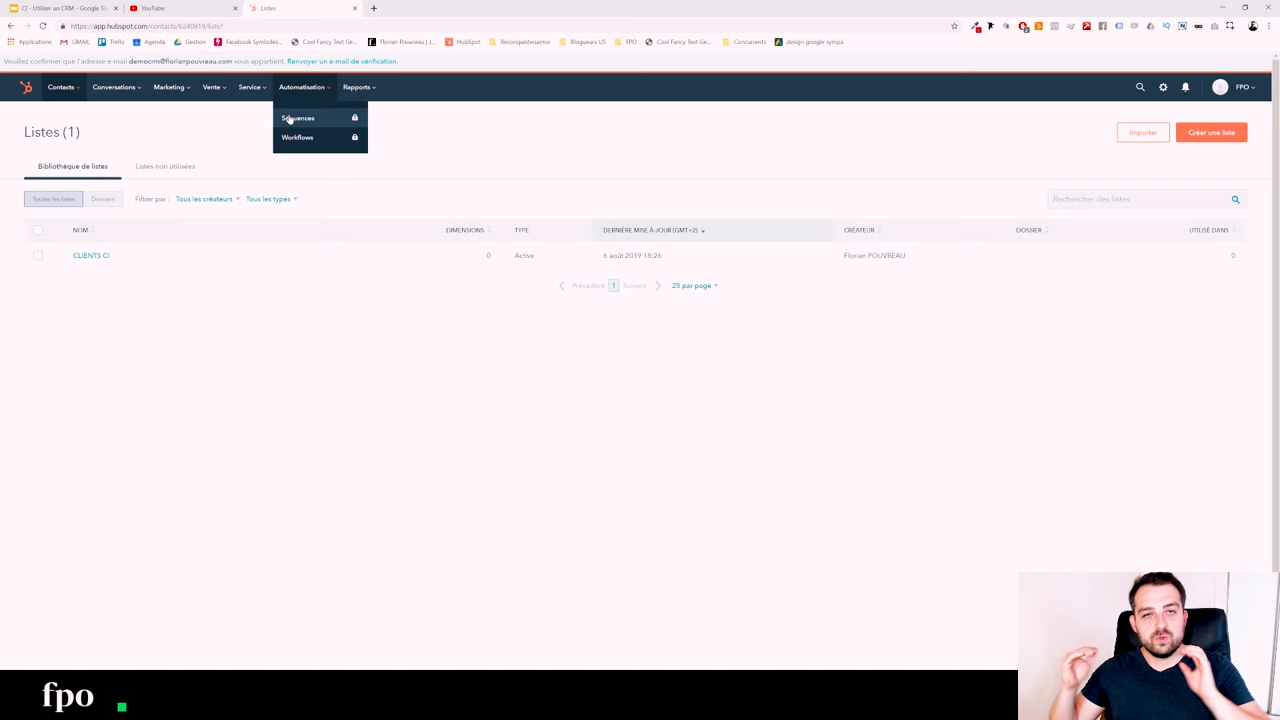 CI - Utiliser un CRM - Google Sl
YouTube
Listes
https://app.hubspot.com/contacts/6240919/lists?
Applications GMAIL Trello Agenda Gestion Facebook Symboles... Cool Fancy Text Ge... Florian Pouvreau | J... HubSpot Reconquistesonsor Blogueurs US FPO Cool Fancy Text Ge... Concurrents design google sympa
Veuillez confirmer que l'adresse e-mail democrm@florianpouvreau.com vous appartient. Renvoyer un e-mail de vérification.
Contacts Conversations Marketing Vente Service Automatisation Rapports FPO
Séquences
Workflows
Listes (1)
Importer Créer une liste
Bibliothèque de listes Listes non utilisées
Toutes les listes Dossiers Filtrer par : Tous les créateurs Tous les types Rechercher des listes
NOM DIMENSIONS TYPE DERNIÈRE MISE À JOUR (GMT+2) CRÉATEUR DOSSIER UTILISÉ DANS
CLIENTS CI 0 Active 6 août 2019 18:26 Florian POUVREAU 0
Précédent 1 Suivant 25 par page
fpo